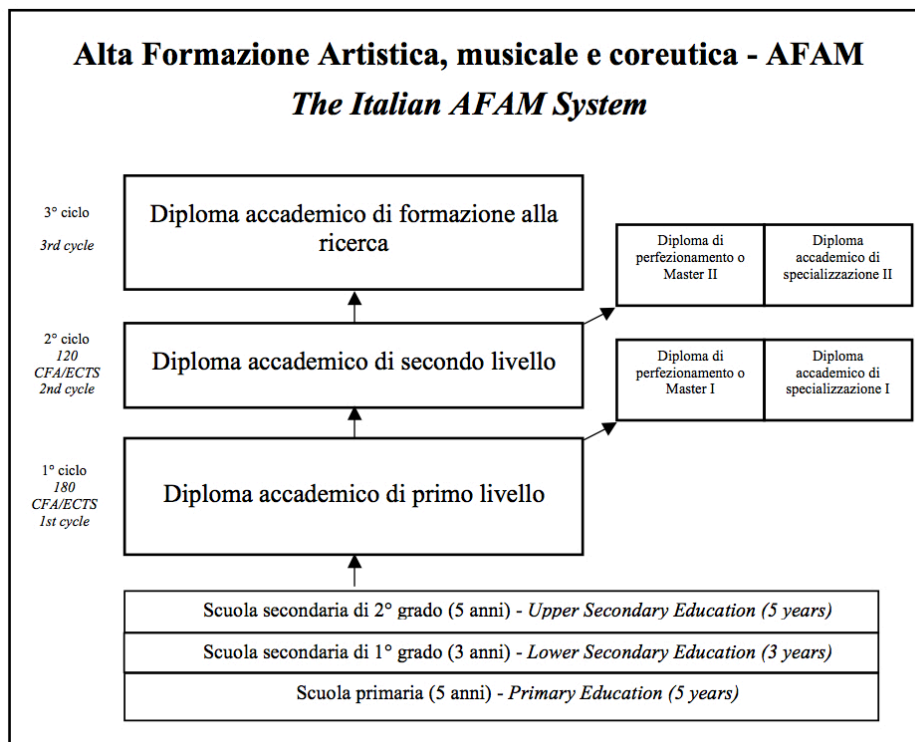 Alta Formazione Artistica, musicale e coreutica - AFAM
The Italian AFAM System
3° ciclo
3rd cycle
Diploma accademico di formazione alla
ricerca
Diploma di
perfezionamento o
Master II
Diploma
accademico di
specializzazione II
2° ciclo
120
CFA/ECTS
2nd cycle
Diploma accademico di secondo livello
Diploma di
perfezionamento o
Master I
Diploma
accademico di
specializzazione I
1° ciclo
180
CFA/ECTS
1st cycle
Diploma accademico di primo livello
Scuola secondaria di 2° grado (5 anni) - Upper Secondary Education (5 years)
Scuola secondaria di 1° grado (3 anni) - Lower Secondary Education (3 years)
Scuola primaria (5 anni) - Primary Education (5 years)